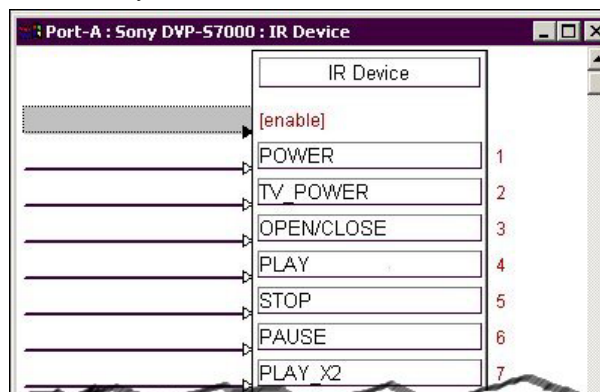 Port-A : Sony DVP-S7000 : IR Device
IR Device
[enable]
POWER 1
TV_POWER 2
OPEN/CLOSE 3
PLAY 4
STOP 5
PAUSE 6
PLAY_X2 7